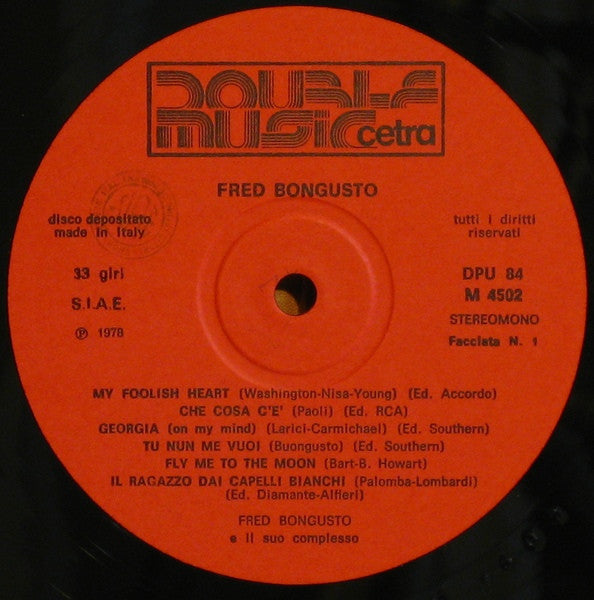 DOUBLE
MUSIC cetra
FRED BONGUSTO
disco depositato
made in Italy
tutti i diritti
riservati
33 giri
S.I.A.E.
℗ 1978
DPU 84
M 4502
STEREOMONO
Facciata N. 1
MY FOOLISH HEART (Washington-Nisa-Young) (Ed. Accordo)
CHE COSA C'E' (Paoli) (Ed. RCA)
GEORGIA (on my mind) (Larici-Carmichael) (Ed. Southern)
TU NUN ME VUOI (Buongusto) (Ed. Southern)
FLY ME TO THE MOON (Bart-B. Howart)
IL RAGAZZO DAI CAPELLI BIANCHI (Palomba-Lombardi)
(Ed. Diamante-Alfieri)
FRED BONGUSTO
e il suo complesso